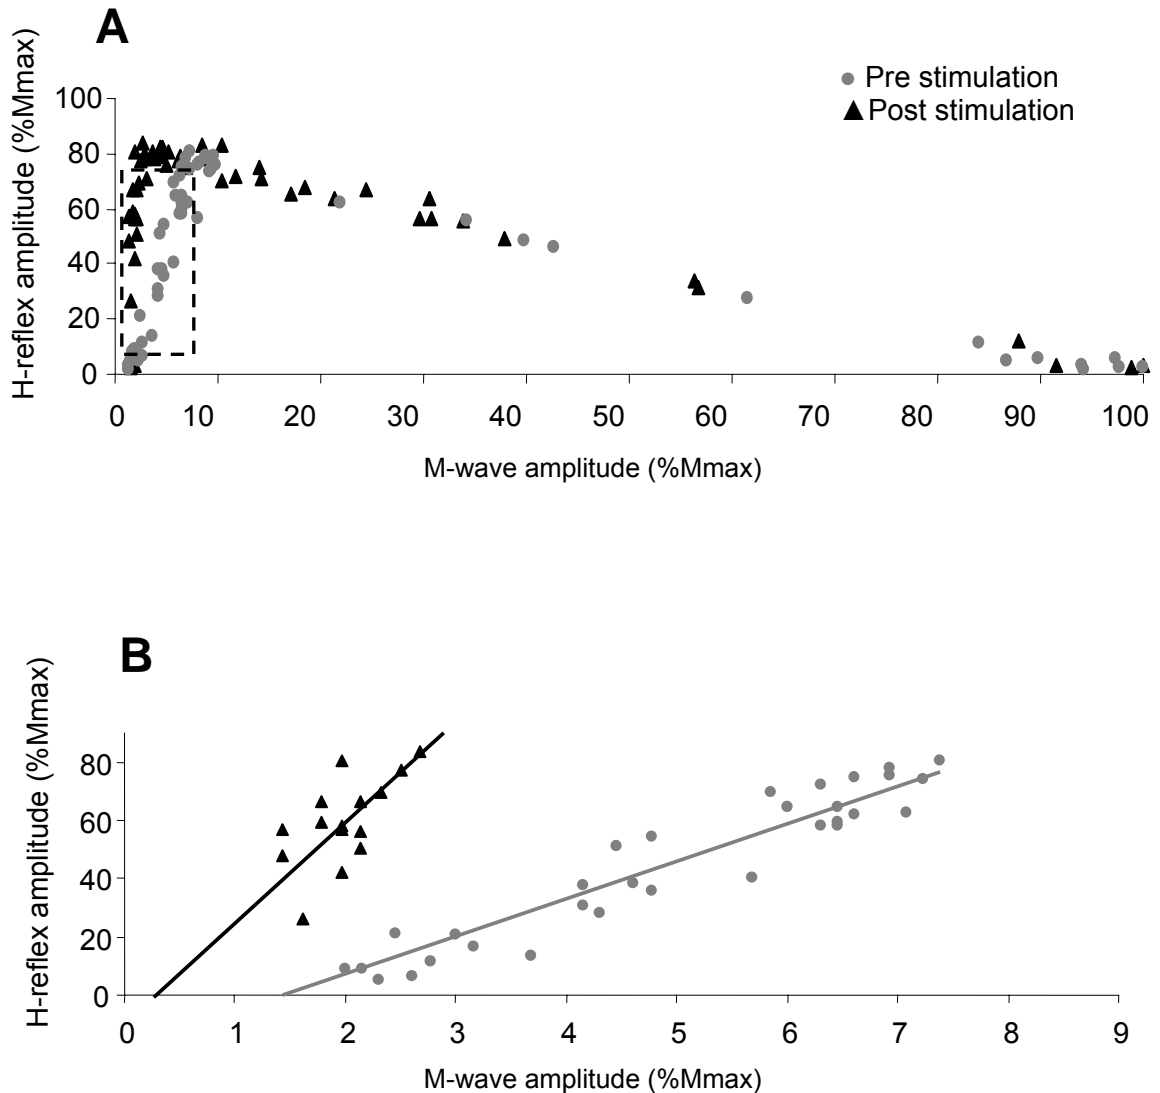 A
Pre stimulation
Post stimulation
H-reflex amplitude (%Mmax)
100
80
60
40
20
0
0 10 20 30 40 50 60 70 80 90 100
M-wave amplitude (%Mmax)
B
H-reflex amplitude (%Mmax)
80
60
40
20
0
0 1 2 3 4 5 6 7 8 9
M-wave amplitude (%Mmax)